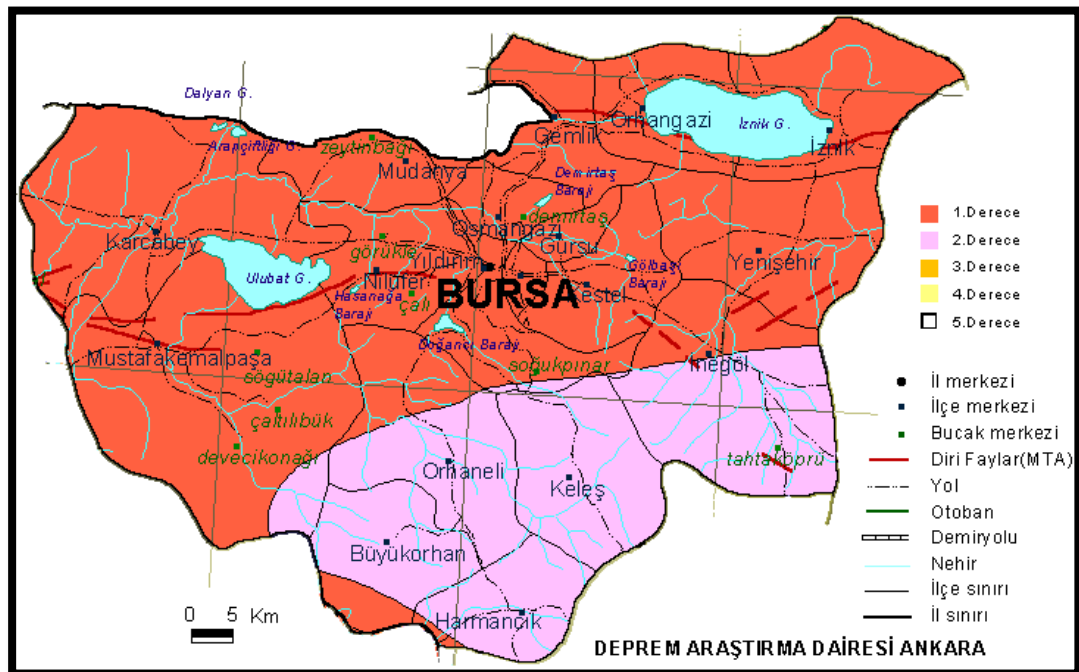 Dalyan G.
Arapçiftliği G.
zeytinbağı
Mudanya
Gemlik
Orhangazi
İznik G.
İznik
Demirtaş
Barajı
demirtaş
Osmangazi
Gürsu
Karcabey
görükle
Yıldırım
Ulubat G.
Nilüfer
Hasanağa
Barajı
çalı
BURSA
Kestel
Gölbaşı
Barajı
Yenişehir
Doğancı Barajı
Mustafakemalpaşa
söğütalan
soğukpınar
İnegöl
çaltılıbük
devecikonağı
Orhaneli
Keleş
tahtaköprü
Büyükorhan
Harmancık
1.Derece
2.Derece
3.Derece
4.Derece
5.Derece
İl merkezi
İlçe merkezi
Bucak merkezi
Diri Faylar(MTA)
Yol
Otoban
Demiryolu
Nehir
İlçe sınırı
İl sınırı
0 5 Km
DEPREM ARAŞTIRMA DAİRESİ ANKARA